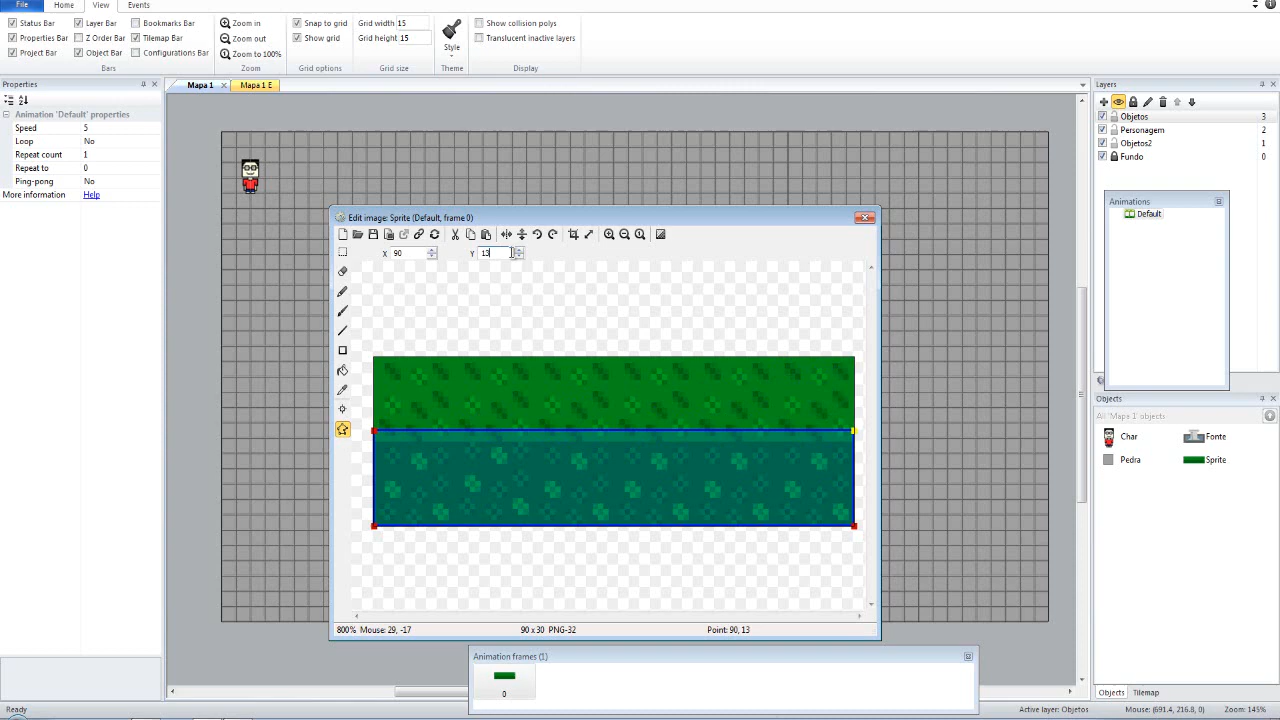 File Home View Events
Status Bar Layer Bar Bookmarks Bar Zoom in Snap to grid Grid width 15 Show collision polys
Properties Bar Z Order Bar Tilemap Bar Zoom out Show grid Grid height 15 Style Translucent inactive layers
Project Bar Object Bar Configurations Bar Zoom to 100%
Bars Zoom Grid options Grid size Theme Display
Properties Mapa 1 Mapa 1 E Layers
Animation 'Default' properties
Speed 5
Loop No
Repeat count 1
Repeat to 0
Ping-pong No
More information Help
Objetos 3
Personagem 2
Objetos2 1
Fundo 0
Animations
Default
Edit image: Sprite (Default, frame 0)
X 90 Y 13
Objects
All 'Mapa 1' objects
Char Fonte
Pedra Sprite
800% Mouse: 29, -17 90 x 30 PNG-32 Point: 90, 13
Animation frames (1)
0
Objects Tilemap
Ready Active layer: Objetos Mouse: (691.4, 216.8, 0) Zoom: 145%